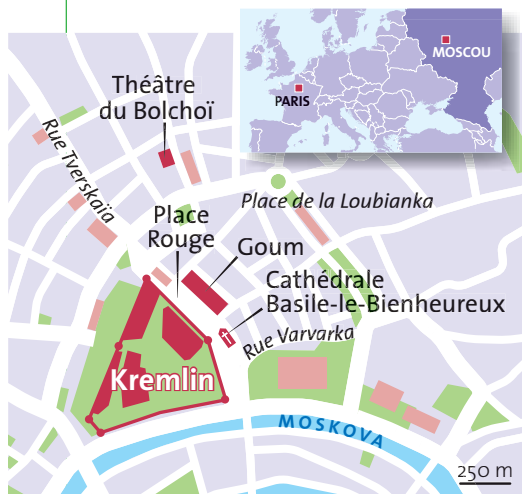 MOSCOU
PARIS
Théâtre
du Bolchoï
Rue Tverskaïa
Place de la Loubianka
Place
Rouge
Goum
Cathédrale
Basile-le-Bienheureux
Rue Varvarka
Kremlin
MOSKOVA
250 m